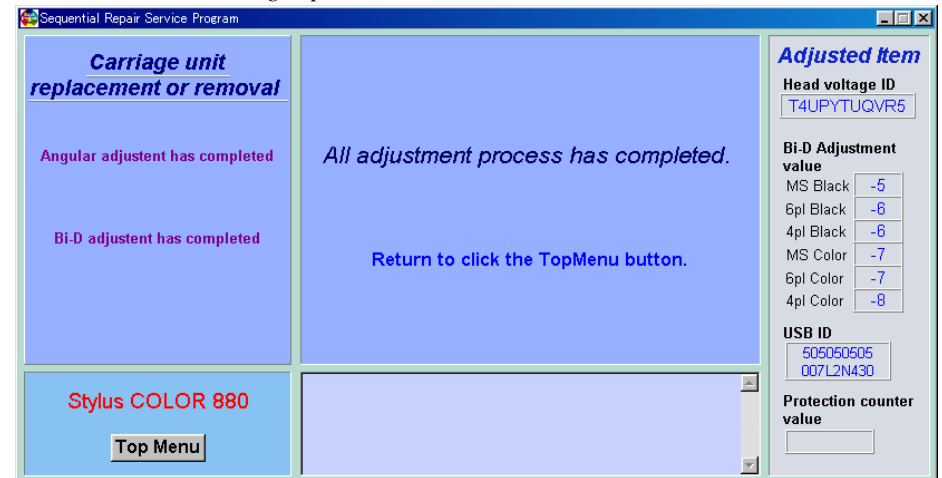 Sequential Repair Service Program
Carriage unit
replacement or removal
Angular adjustent has completed
Bi-D adjustent has completed
All adjustment process has completed.
Return to click the TopMenu button.
Stylus COLOR 880
Top Menu
Adjusted Item
Head voltage ID
T4UPYTUQVR5
Bi-D Adjustment
value
MS Black -5
6pl Black -6
4pl Black -6
MS Color -7
6pl Color -7
4pl Color -8
USB ID
505050505
007L2N430
Protection counter
value